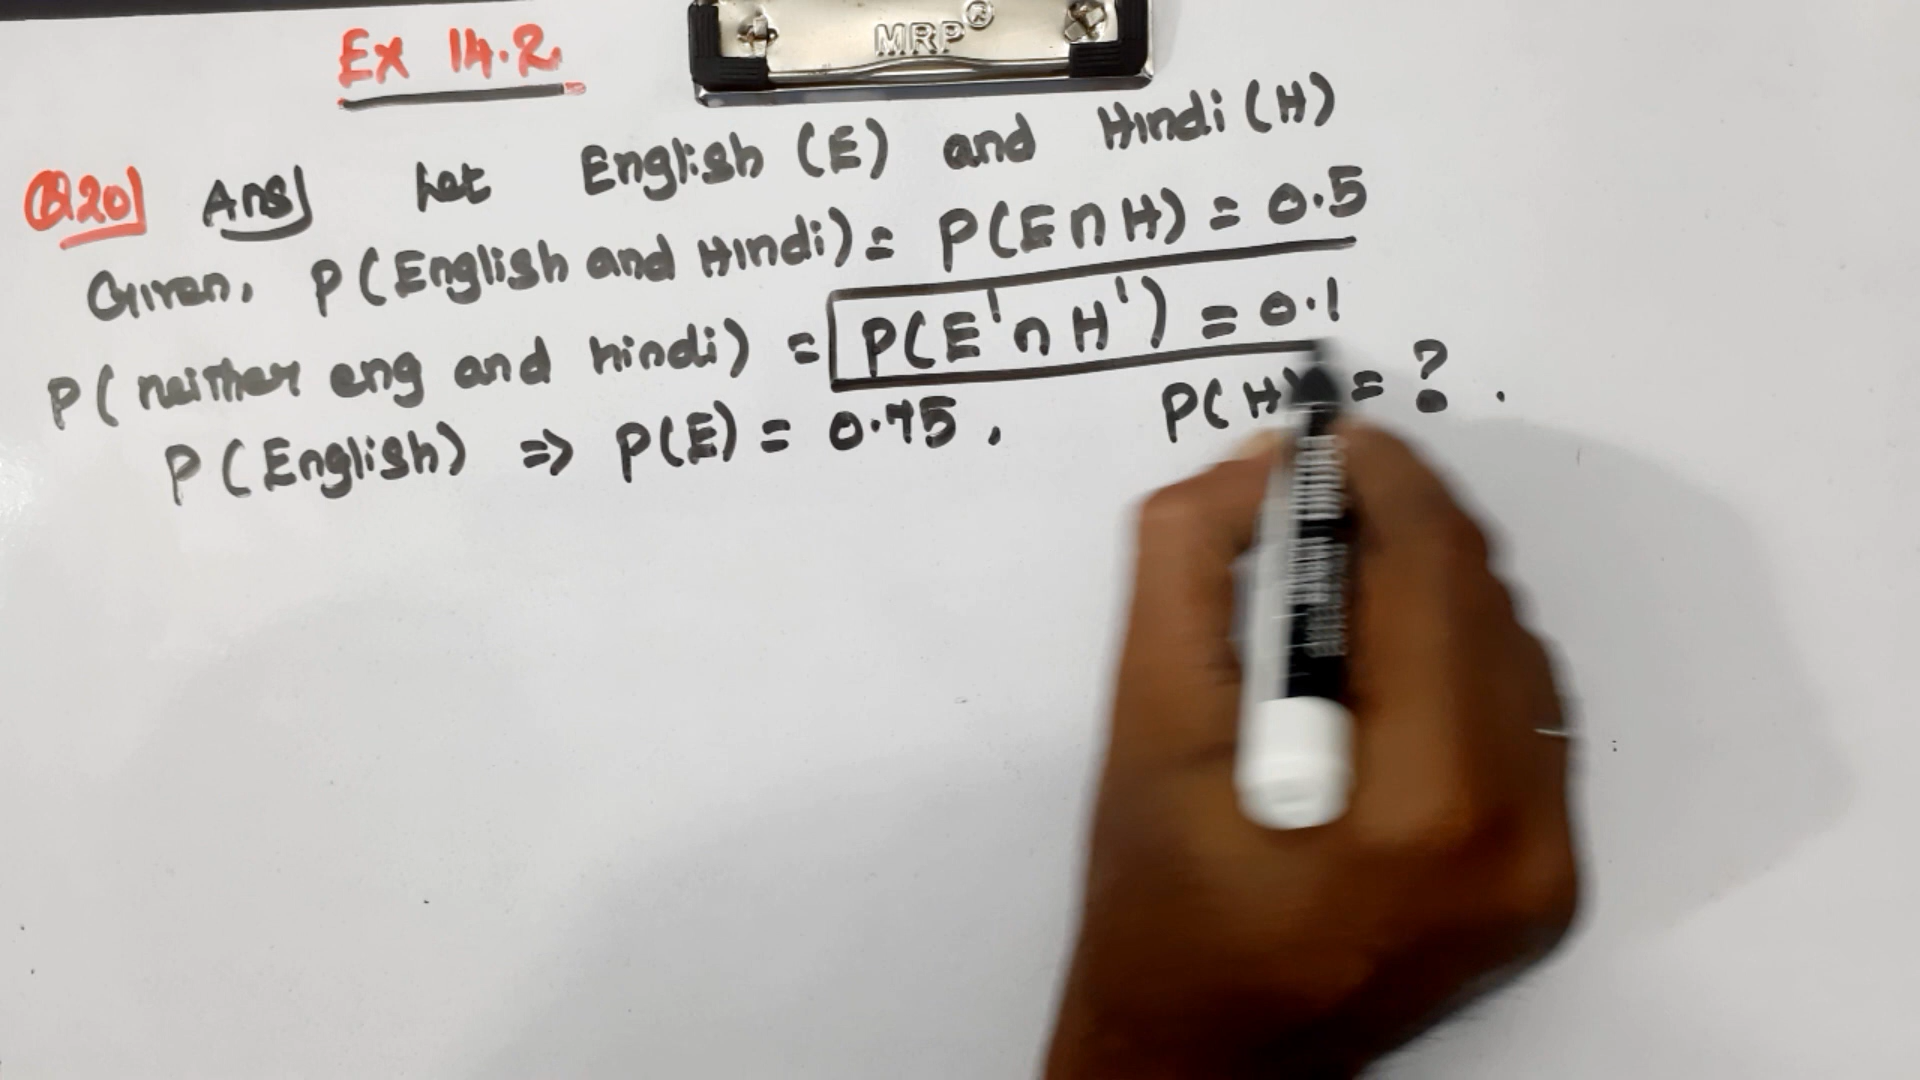 MRP®
Ex 14.2
Q20] Ans] Let English (E) and Hindi (H)
Given, P(English and Hindi) = P(E∩H) = 0.5
P(neither eng and hindi) = P(E'∩H') = 0.1
P(English) => P(E) = 0.75, P(H) = ?.